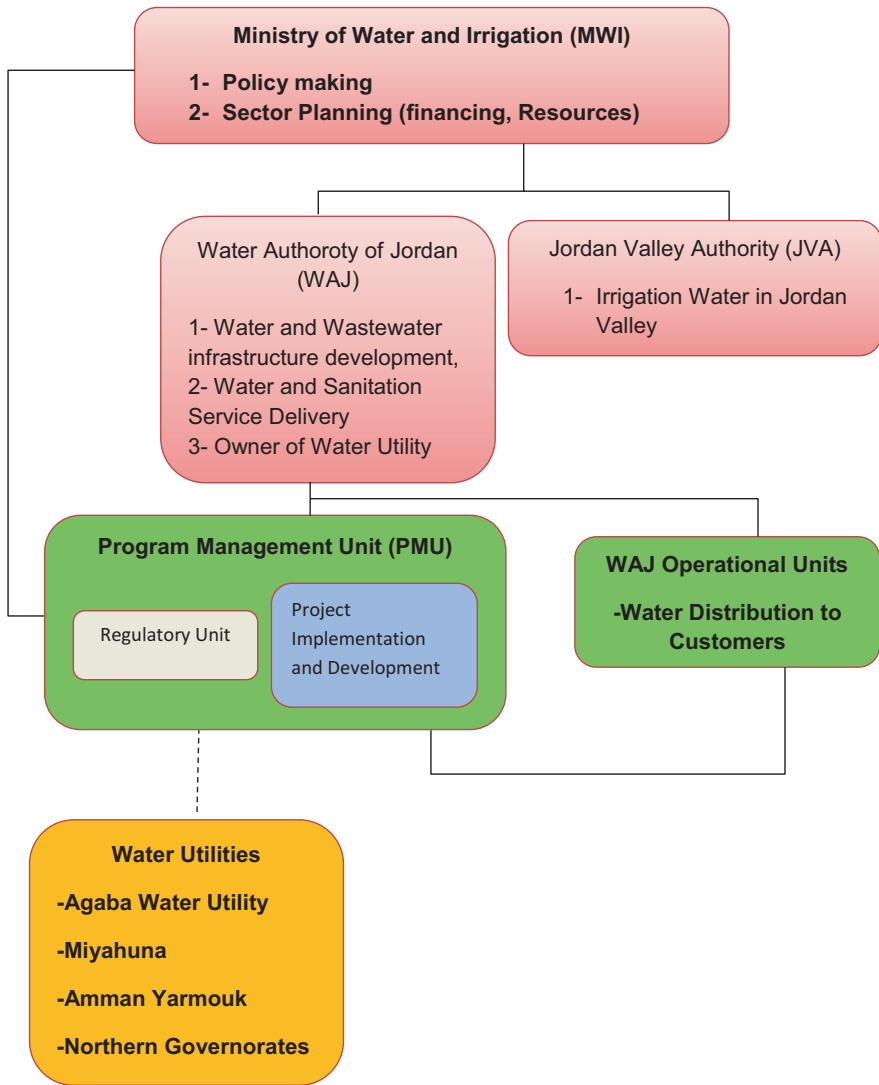 Ministry of Water and Irrigation (MWI)
1- Policy making
2- Sector Planning (financing, Resources)
Water Authoroty of Jordan
(WAJ)
1- Water and Wastewater
infrastructure development,
2- Water and Sanitation
Service Delivery
3- Owner of Water Utility
Jordan Valley Authority (JVA)
1- Irrigation Water in Jordan
Valley
Program Management Unit (PMU)
Regulatory Unit
Project
Implementation
and Development
WAJ Operational Units
-Water Distribution to
Customers
Water Utilities
-Agaba Water Utility
-Miyahuna
-Amman Yarmouk
-Northern Governorates